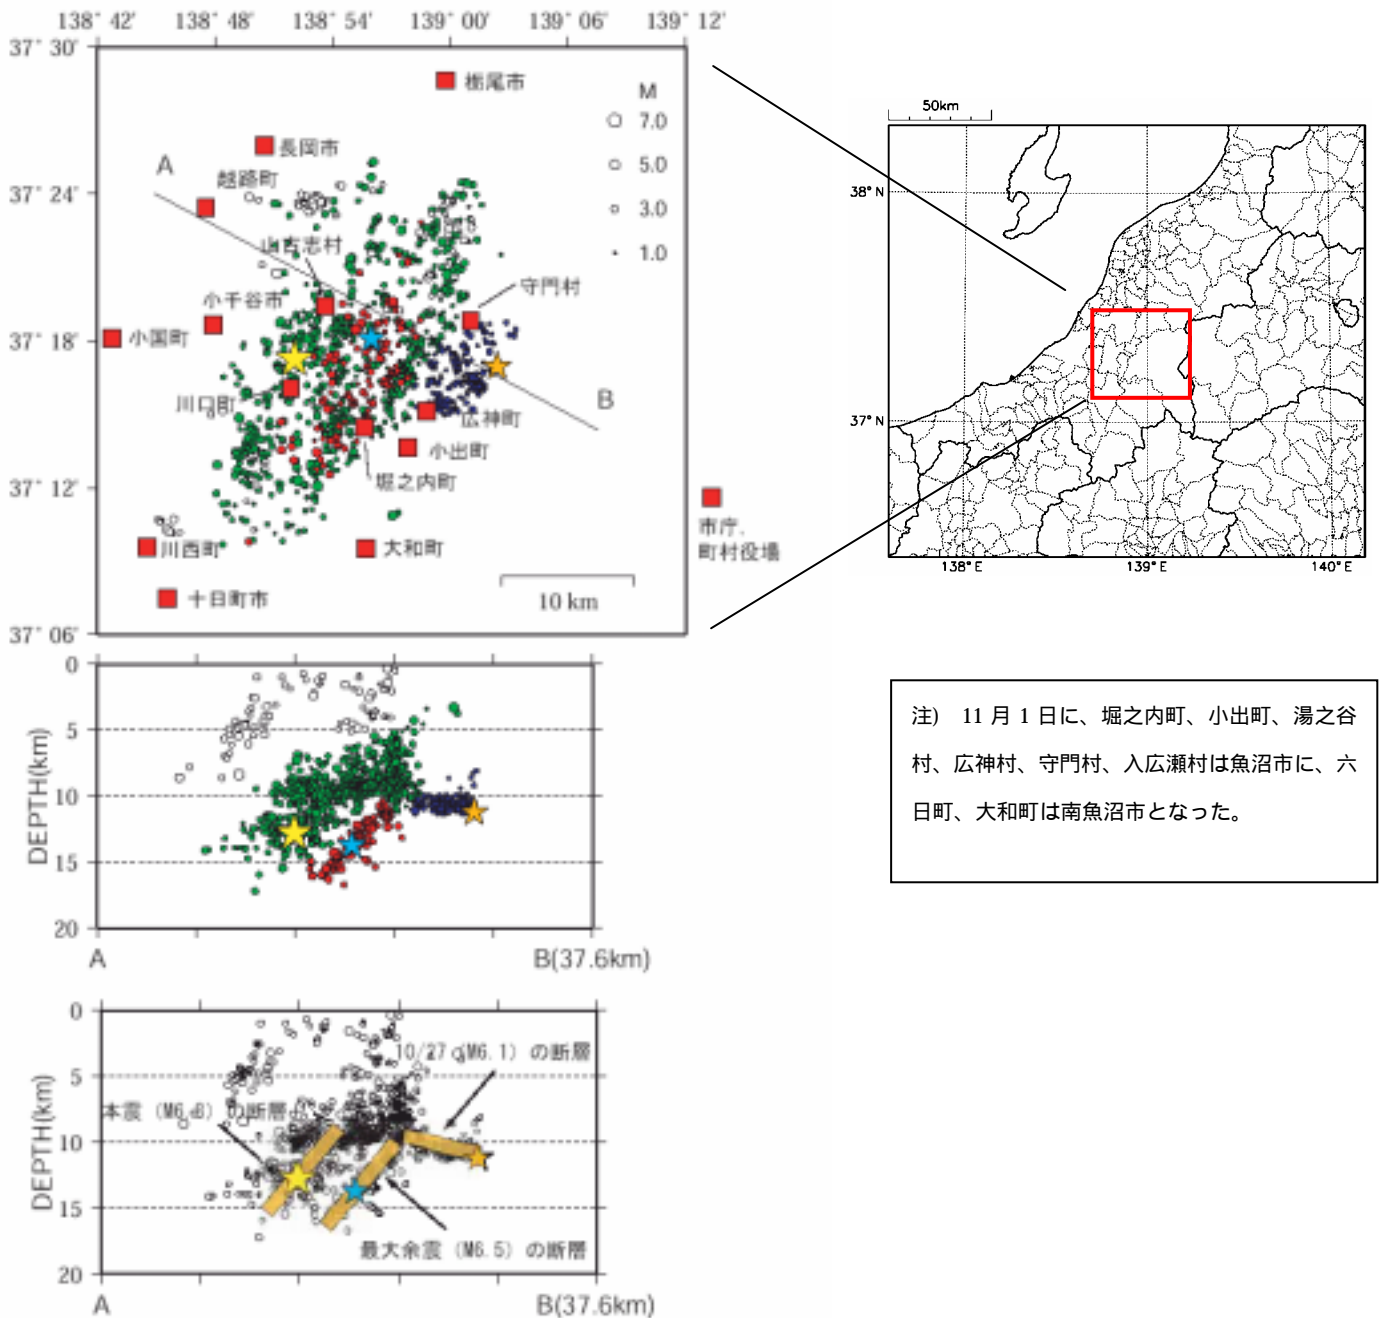 138° 42' 138° 48' 138° 54' 139° 00' 139° 06' 139° 12'
37° 30'
37° 24'
37° 18'
37° 12'
37° 06'
栃尾市
M
7.0
5.0
3.0
1.0
長岡市
A
越路町
山古志村
守門村
小千谷市
小国町
川口町
B
広神町
小出町
堀之内町
川西町
大和町
十日町市
10 km
市庁、
町村役場
50km
38° N
37° N
138° E 139° E 140° E
0
5
10
15
20
DEPTH(km)
A B(37.6km)
注) 11 月 1 日に、堀之内町、小出町、湯之谷
村、広神村、守門村、入広瀬村は魚沼市に、六
日町、大和町は南魚沼市となった。
0
5
10
15
20
DEPTH(km)
10/27 (M6.1) の断層
本震 (M6.8) の断層
最大余震 (M6.5) の断層
A B(37.6km)